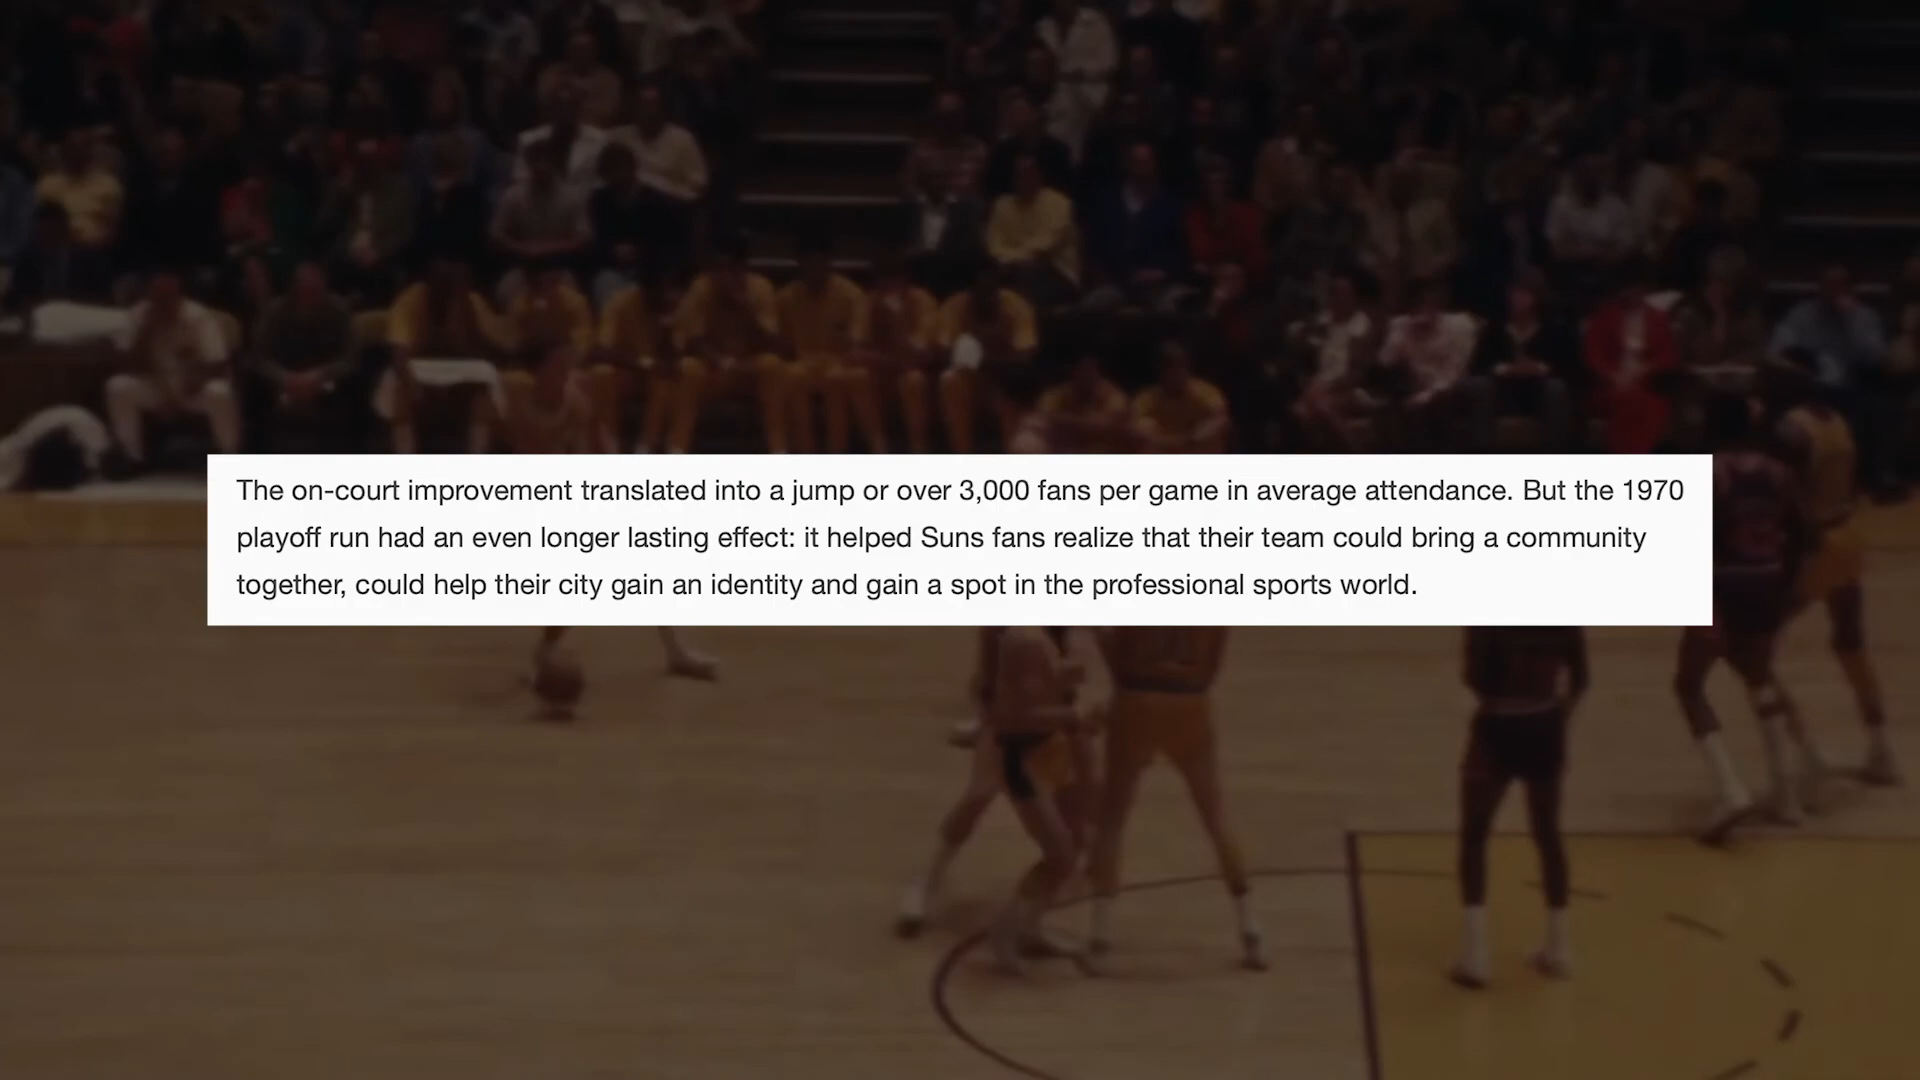 The on-court improvement translated into a jump or over 3,000 fans per game in average attendance. But the 1970
playoff run had an even longer lasting effect: it helped Suns fans realize that their team could bring a community
together, could help their city gain an identity and gain a spot in the professional sports world.